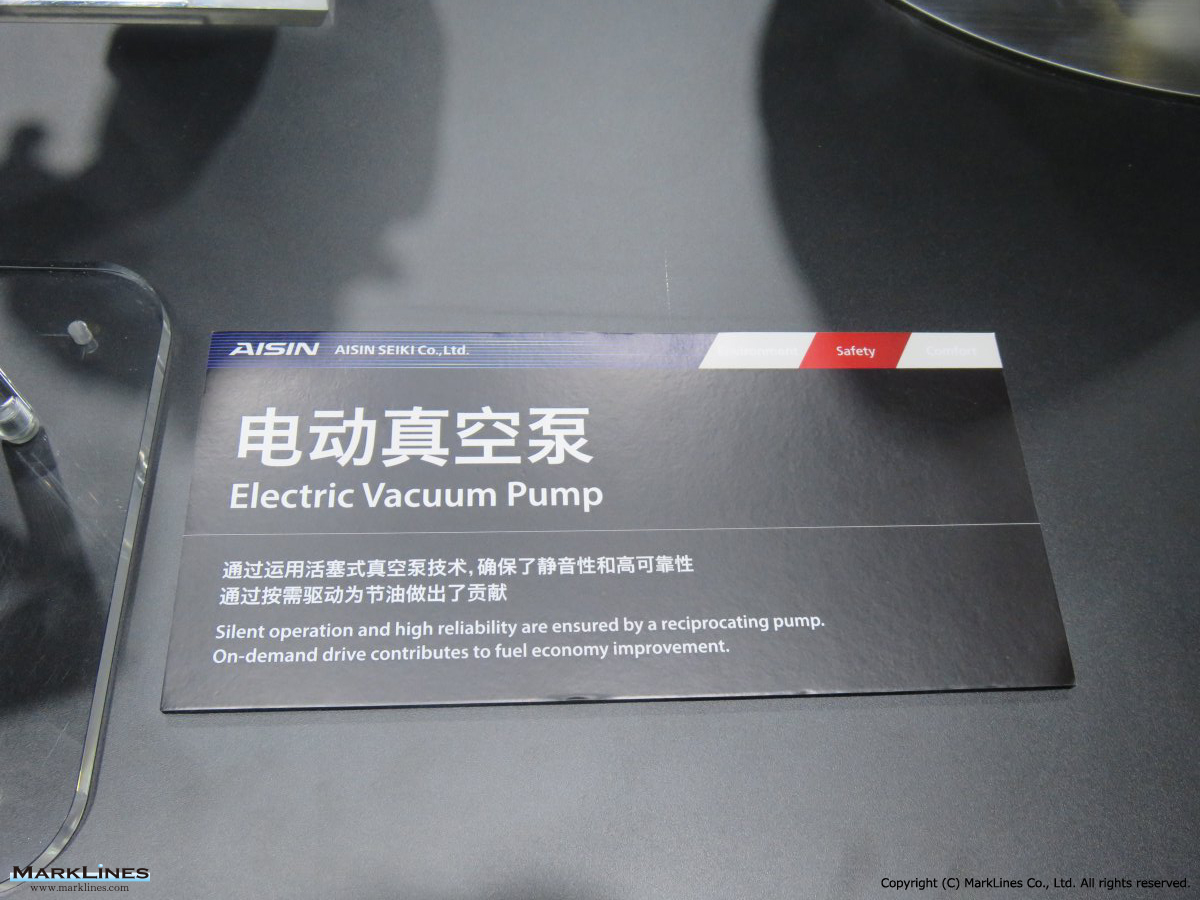 AISIN AISIN SEIKI Co.,Ltd. Environment Safety Comfort
电动真空泵
Electric Vacuum Pump
通过运用活塞式真空泵技术,确保了静音性和高可靠性
通过按需驱动为节油做出了贡献
Silent operation and high reliability are ensured by a reciprocating pump.
On-demand drive contributes to fuel economy improvement.
MARKLINES
www.marklines.com
Copyright (C) MarkLines Co., Ltd. All rights reserved.